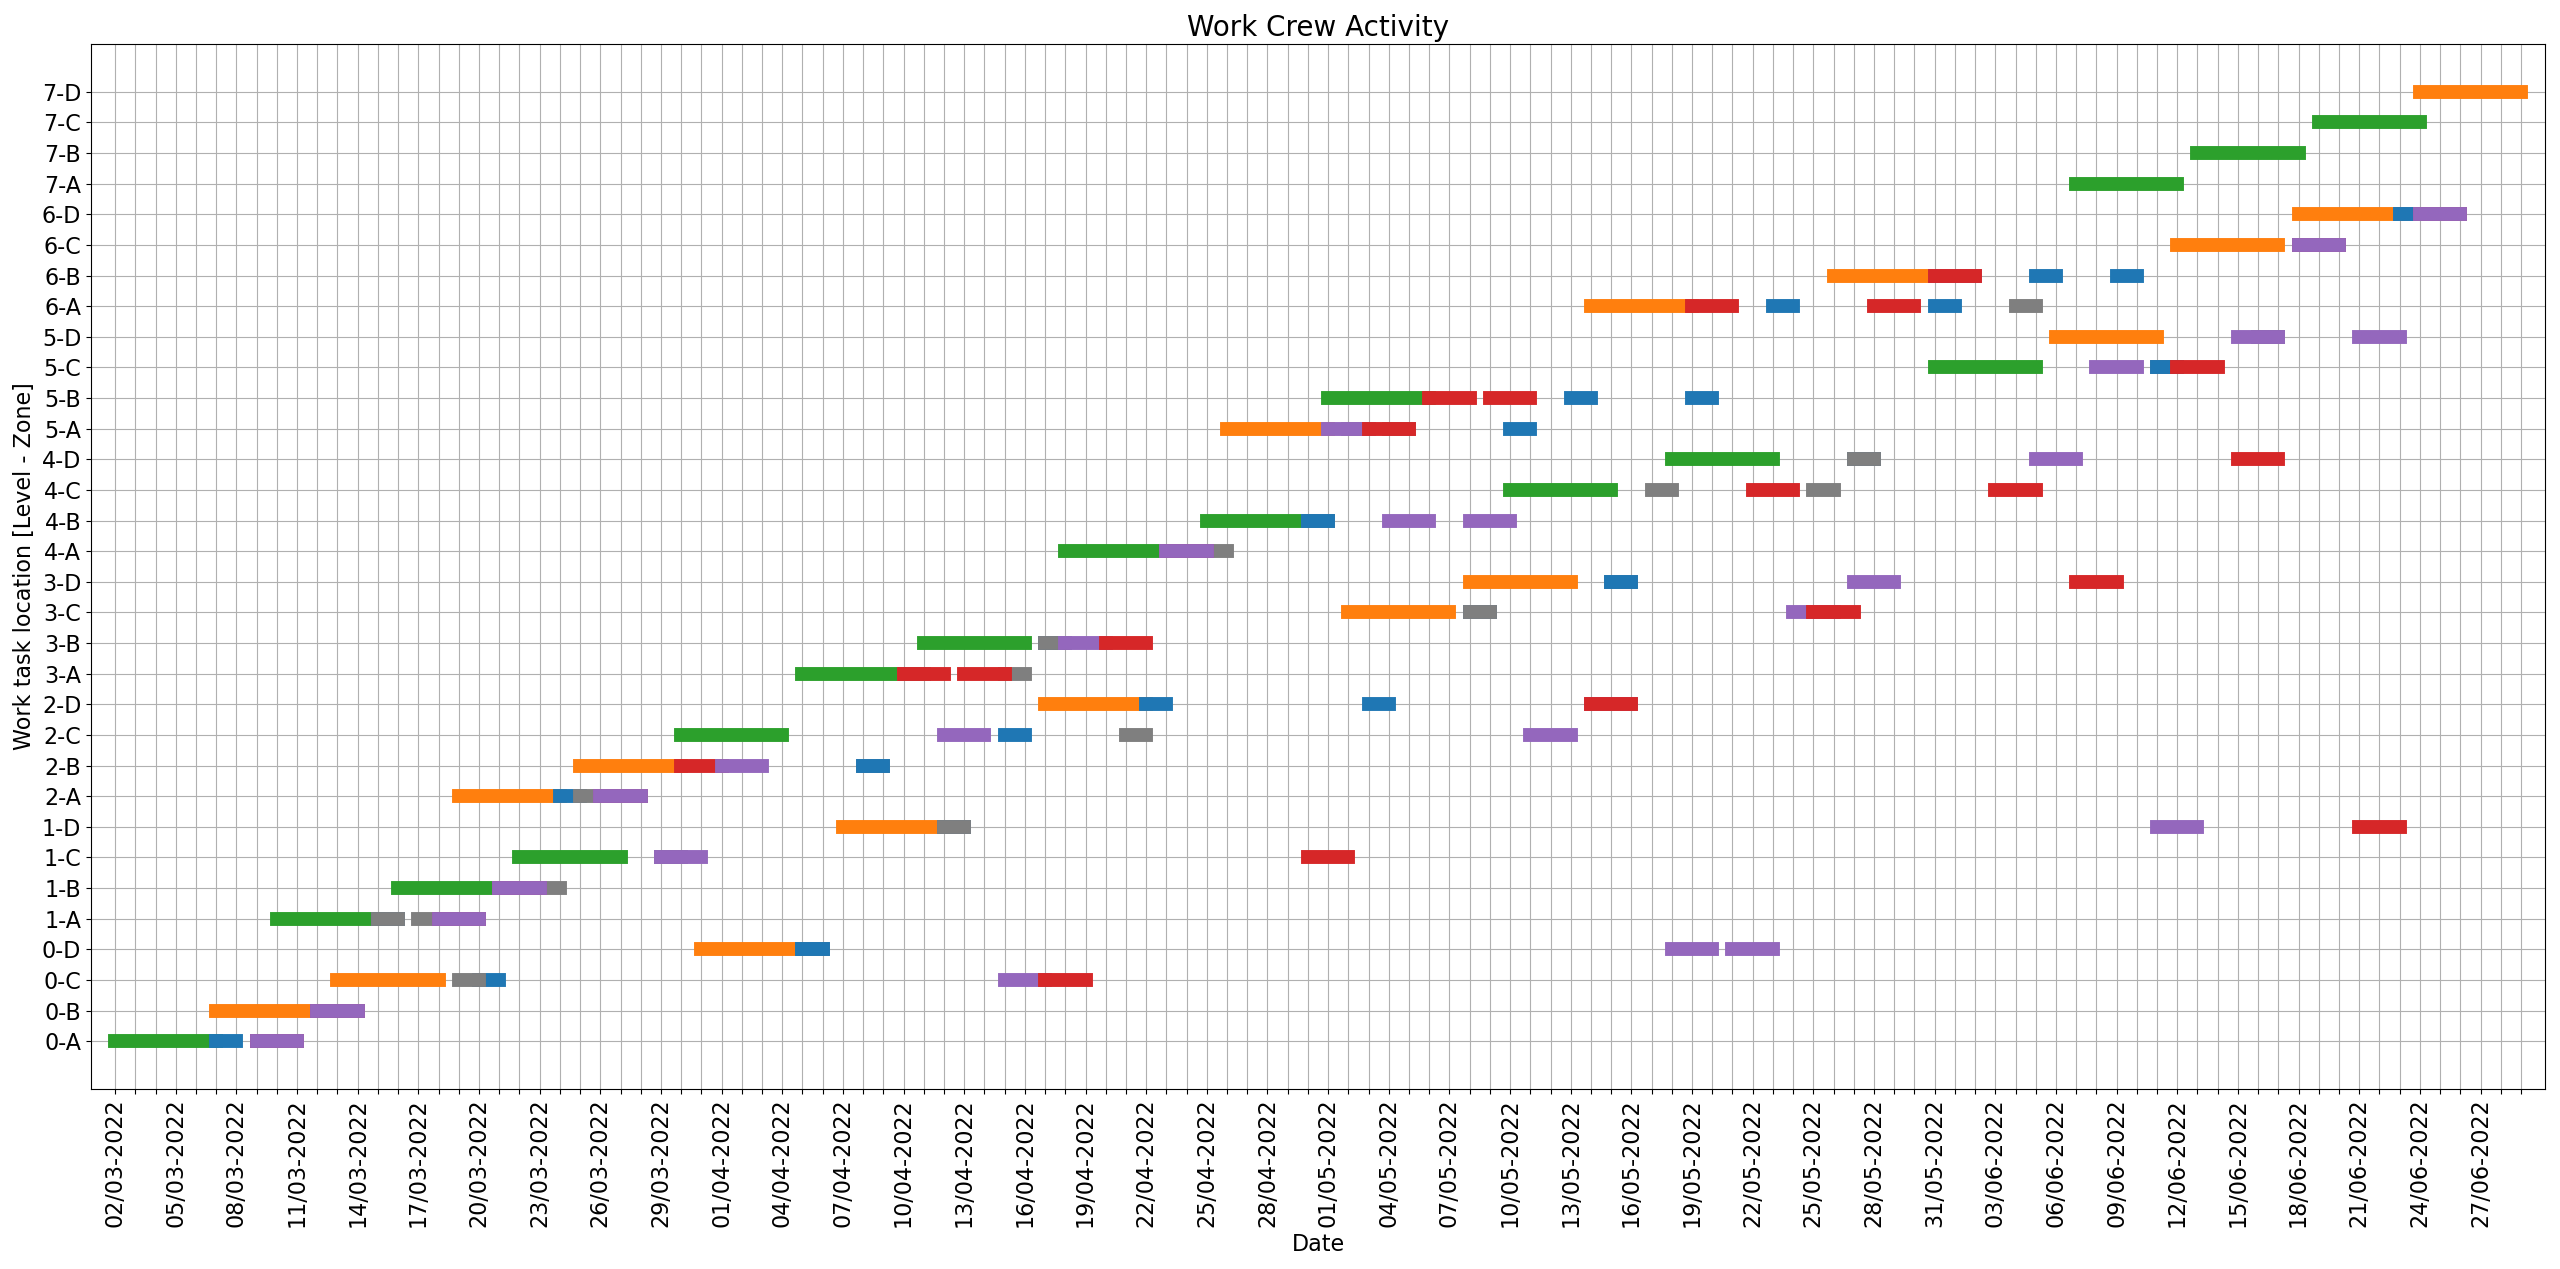 Work Crew Activity
Work task location [Level - Zone]
7-D
7-C
7-B
7-A
6-D
6-C
6-B
6-A
5-D
5-C
5-B
5-A
4-D
4-C
4-B
4-A
3-D
3-C
3-B
3-A
2-D
2-C
2-B
2-A
1-D
1-C
1-B
1-A
0-D
0-C
0-B
0-A
02/03-2022
05/03-2022
08/03-2022
11/03-2022
14/03-2022
17/03-2022
20/03-2022
23/03-2022
26/03-2022
29/03-2022
01/04-2022
04/04-2022
07/04-2022
10/04-2022
13/04-2022
16/04-2022
19/04-2022
22/04-2022
25/04-2022
28/04-2022
01/05-2022
04/05-2022
07/05-2022
10/05-2022
13/05-2022
16/05-2022
19/05-2022
22/05-2022
25/05-2022
28/05-2022
31/05-2022
03/06-2022
06/06-2022
09/06-2022
12/06-2022
15/06-2022
18/06-2022
21/06-2022
24/06-2022
27/06-2022
Date